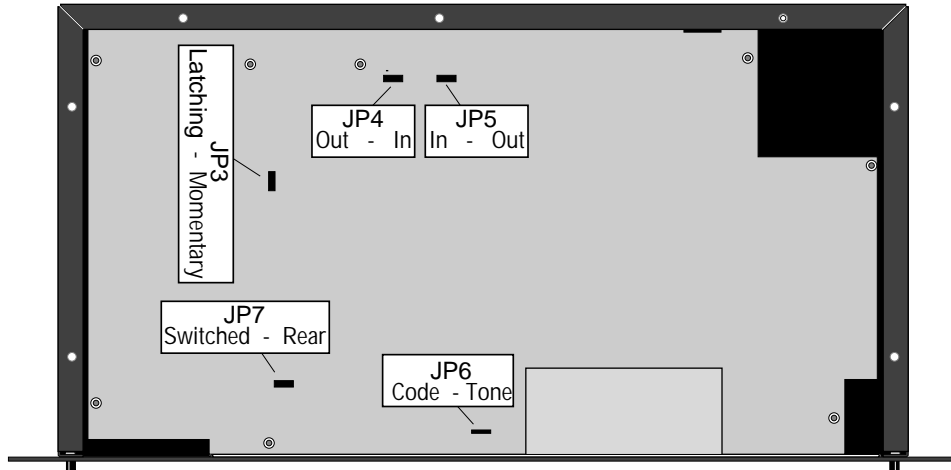 JP3
Latching - Momentary
JP4
Out - In
JP5
In - Out
JP7
Switched - Rear
JP6
Code - Tone